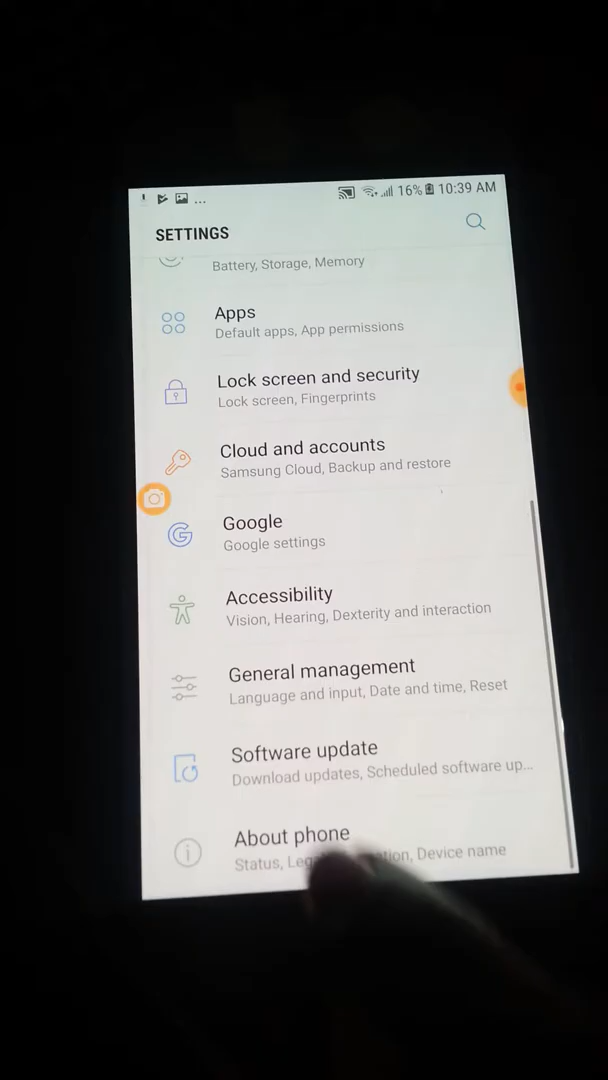 ... 16% 10:39 AM
SETTINGS
Battery, Storage, Memory
Apps
Default apps, App permissions
Lock screen and security
Lock screen, Fingerprints
Cloud and accounts
Samsung Cloud, Backup and restore
Google
Google settings
Accessibility
Vision, Hearing, Dexterity and interaction
General management
Language and input, Date and time, Reset
Software update
Download updates, Scheduled software up...
About phone
Status, Device name